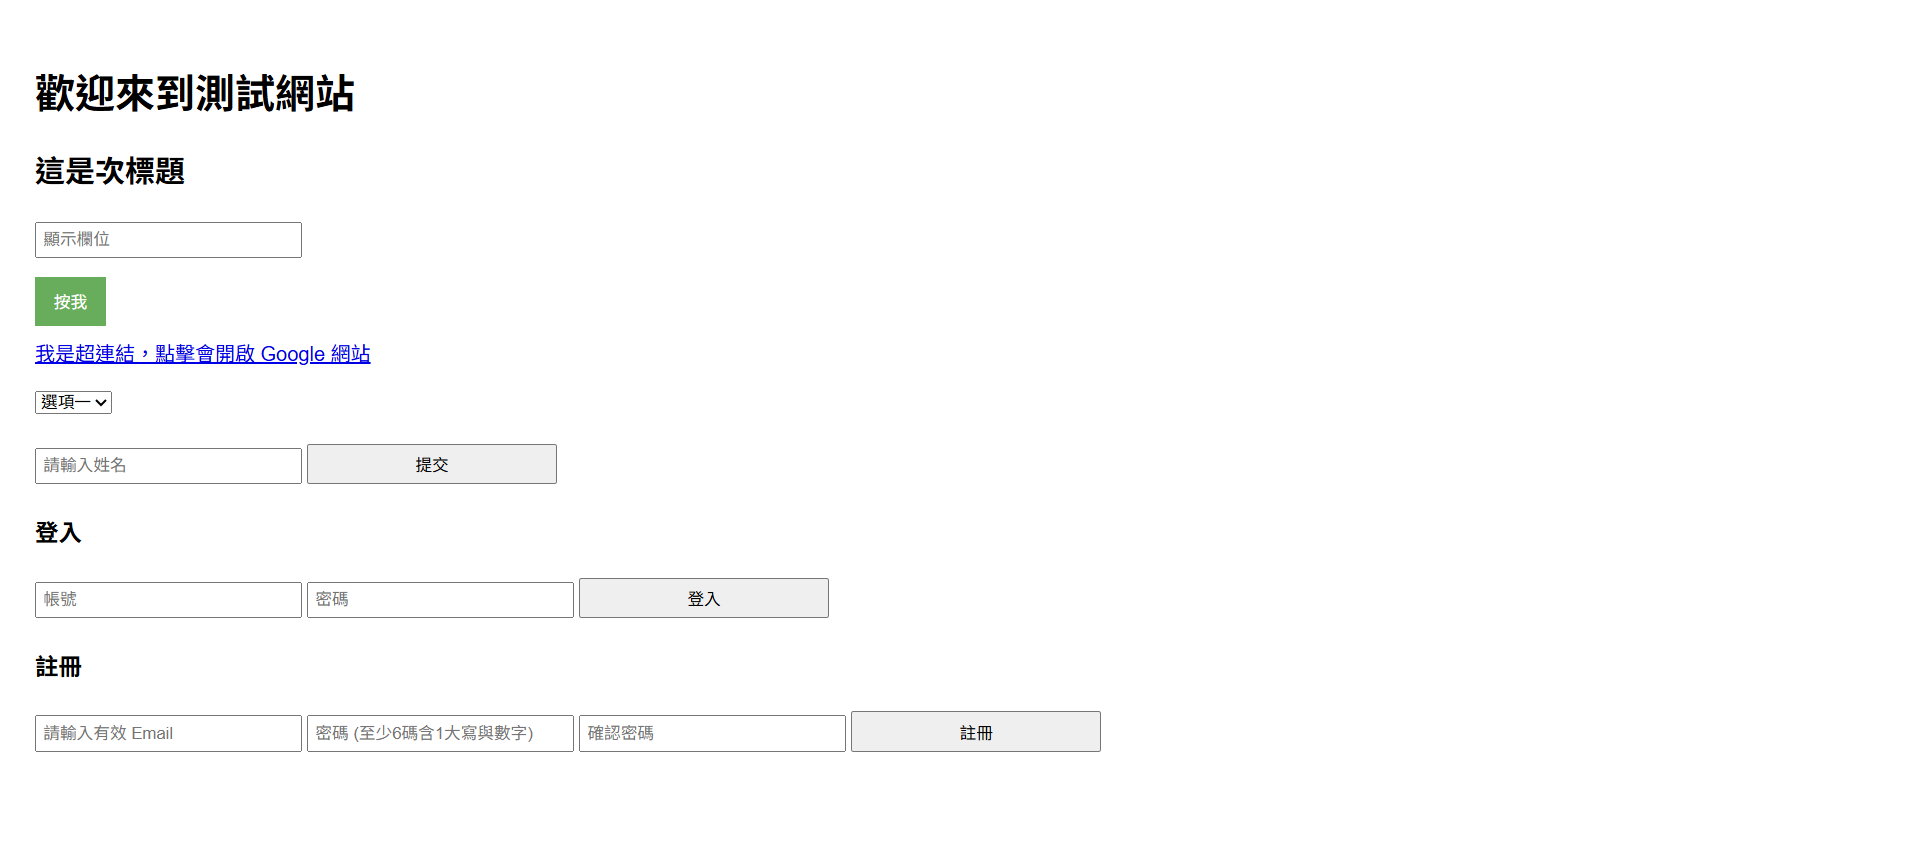 歡迎來到測試網站
這是次標題
顯示欄位
按我
我是超連結，點擊會開啟 Google 網站
選項一
請輸入姓名 提交
登入
帳號 密碼 登入
註冊
請輸入有效 Email 密碼 (至少6碼含1大寫與數字) 確認密碼 註冊